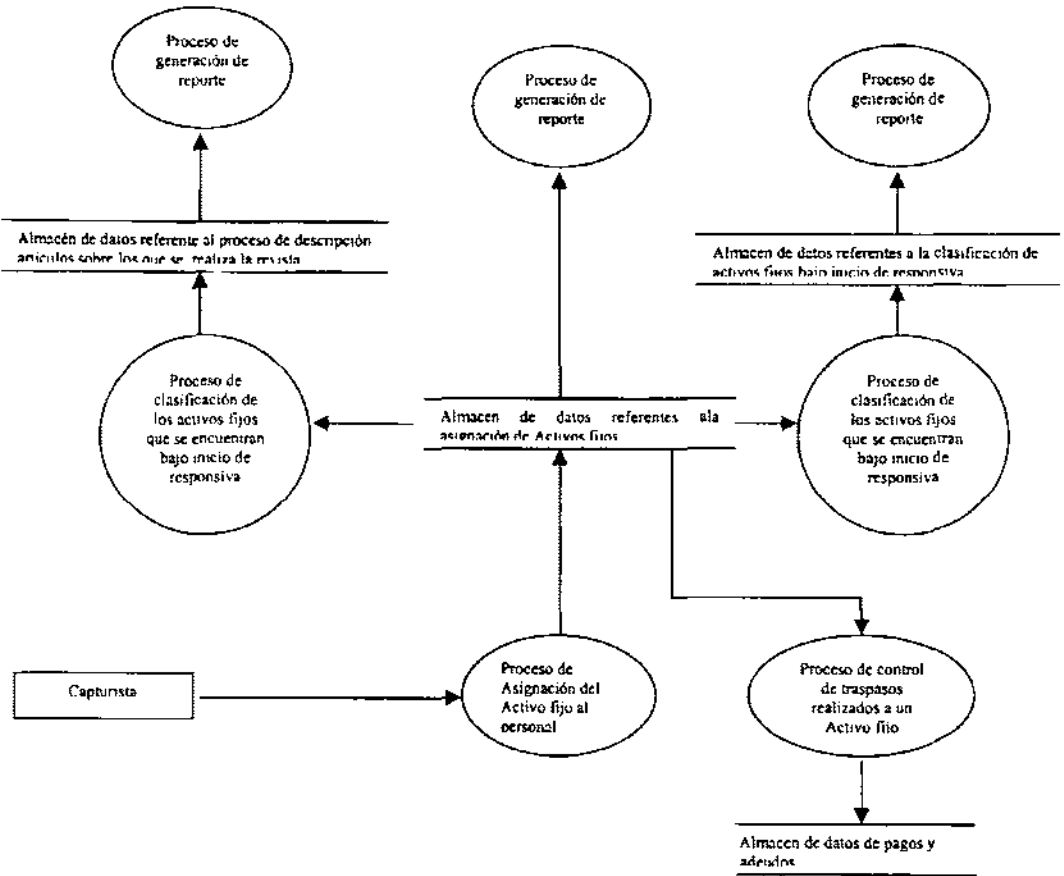 Proceso de
generación de
reporte
Proceso de
generación de
reporte
Proceso de
generación de
reporte
Almacén de datos referente al proceso de descripción
articulos sobre los que se realiza la revista
Almacen de datos referentes a la clasificación de
activos fijos bajo inicio de responsiva
Proceso de
clasificación de
los activos fijos
que se encuentran
bajo inicio de
responsiva
Almacen de datos referentes ala
asignación de Activos fijos
Proceso de
clasificación de
los activos fijos
que se encuentran
bajo inicio de
responsiva
Capturista
Proceso de
Asignación del
Activo fijo al
personal
Proceso de control
de traspasos
realizados a un
Activo fijo
Almacen de datos de pagos y
adeudos